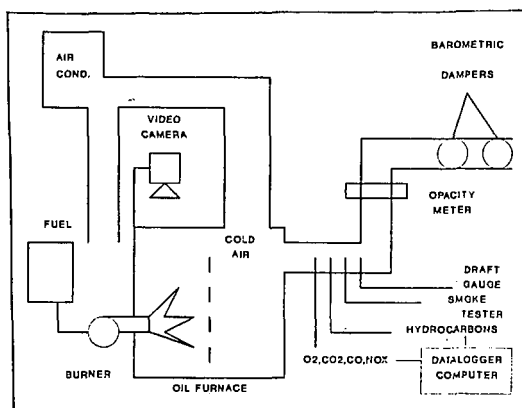 AIR
COND.
BAROMETRIC
DAMPERS
VIDEO
CAMERA
OPACITY
METER
FUEL
COLD
AIR
DRAFT
GAUGE
SMOKE
TESTER
HYDROCARBONS
O2,CO2,CO,NOX
DATALOGGER
COMPUTER
BURNER
OIL FURNACE